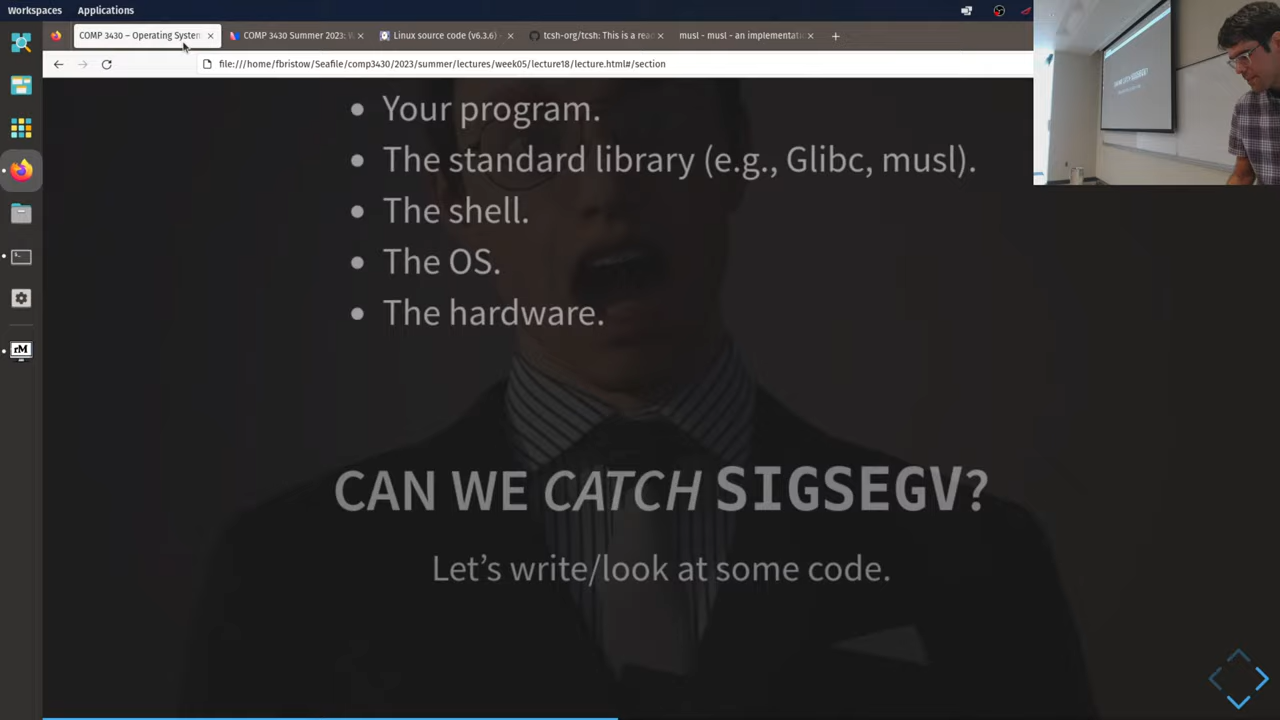 Workspaces Applications
COMP 3430 – Operating System
COMP 3430 Summer 2023: W
Linux source code (v6.3.6) -
tcsh-org/tcsh: This is a rea
musl - musl - an implementati
file:///home/fbristow/Seafile/comp3430/2023/summer/lectures/week05/lecture18/lecture.html#/section
• Your program.
• The standard library (e.g., Glibc, musl).
• The shell.
• The OS.
• The hardware.
CAN WE CATCH SIGSEGV?
Let’s write/look at some code.
rM